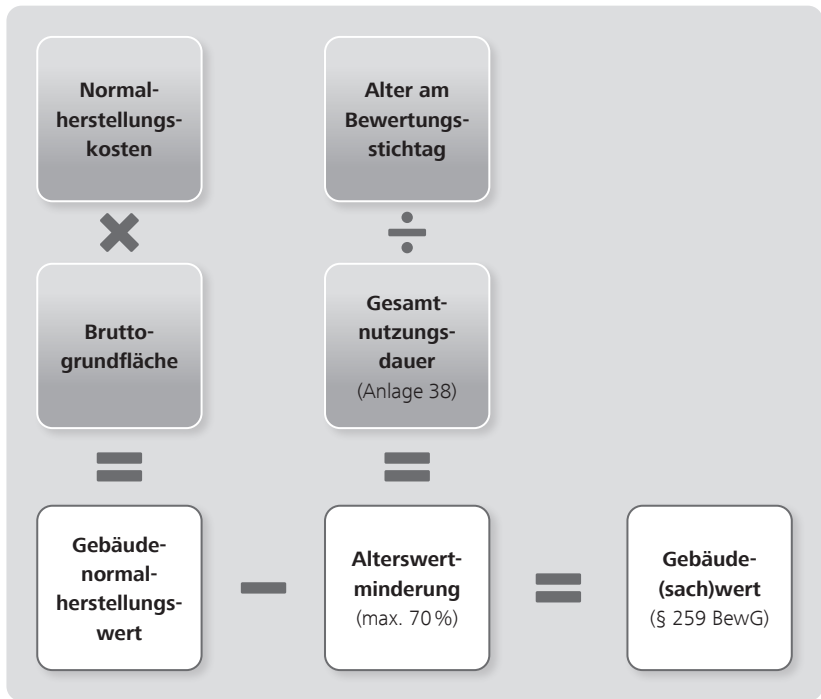 Normal-
herstellungs-
kosten
×
Brutto-
grundfläche
=
Gebäude-
normal-
herstellungs-
wert
–
Alter am
Bewertungs-
stichtag
÷
Gesamt-
nutzungs-
dauer
(Anlage 38)
=
Alterswert-
minderung
(max. 70 %)
=
Gebäude-
(sach)wert
(§ 259 BewG)